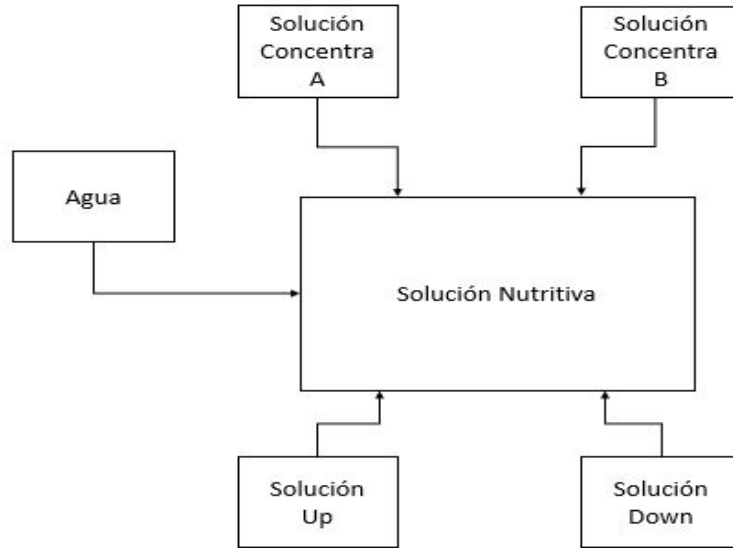 Solución
Concentra
A
Solución
Concentra
B
Agua
Solución Nutritiva
Solución
Up
Solución
Down